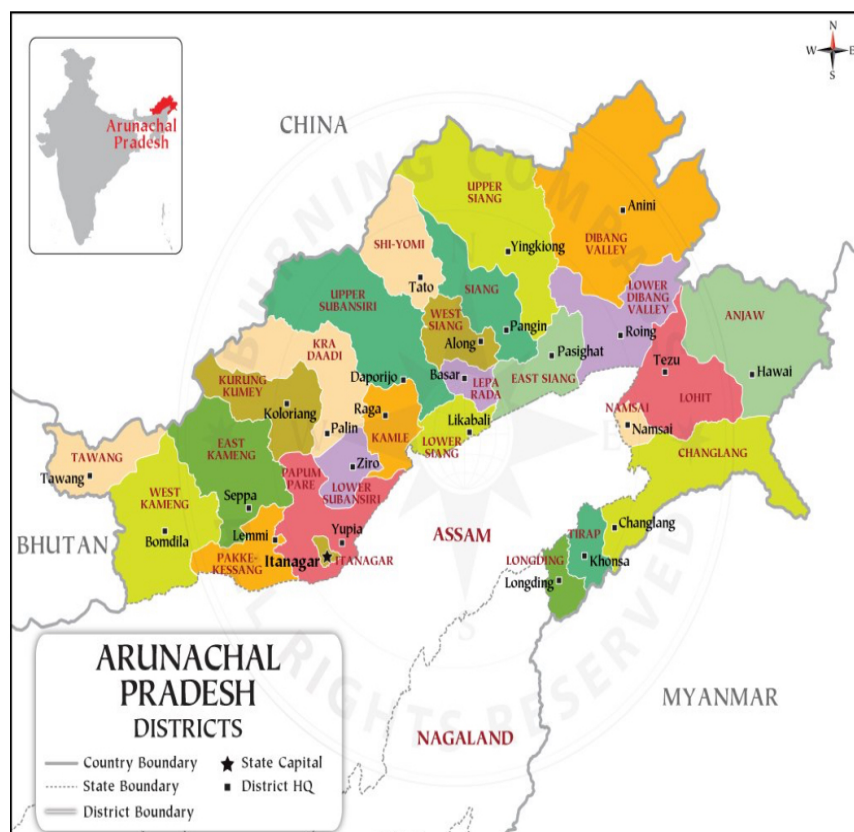 N
W E
S
Arunachal
Pradesh
CHINA
UPPER
SIANG
Anini
DIBANG
VALLEY
SHI-YOMI
Yingkiong
Tato
SIANG
LOWER
DIBANG
VALLEY
UPPER
SUBANSIRI
WEST
SIANG
ANJAW
Pangin
Roing
KRA
DAADI
Along
Pasighat
Tezu
Hawai
KURUNG
KUMEY
Daporijo
Basar
LEPA
RADA
EAST SIANG
LOHIT
Koloriang
Raga
NAMSAI
Palin
KAMLE
Likabali
LOWER
SIANG
Namsai
EAST
KAMENG
CHANGLANG
TAWANG
Tawang
PAPUM
PARE
Ziro
LOWER
SUBANSIRI
WEST
KAMENG
Seppa
Changlang
BHUTAN
Bomdila
Lemmi
Yupia
ASSAM
TIRAP
PAKKE-
KESSANG
Itanagar
ITANAGAR
LONGDING
Khonsa
Longding
ARUNACHAL
PRADESH
DISTRICTS
Country Boundary
State Capital
State Boundary
District HQ
District Boundary
MYANMAR
NAGALAND
BURNING COMPA
L RIGHTS RESERVED